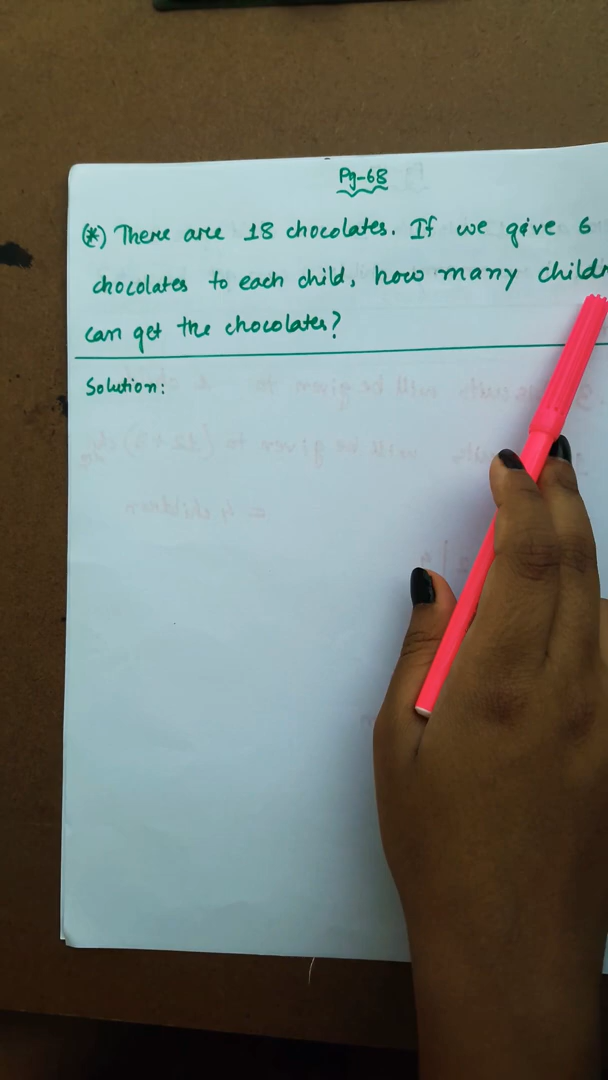 Pg-68
(*) There are 18 chocolates. If we give 6
chocolates to each child, how many
can get the chocolates?
Solution: